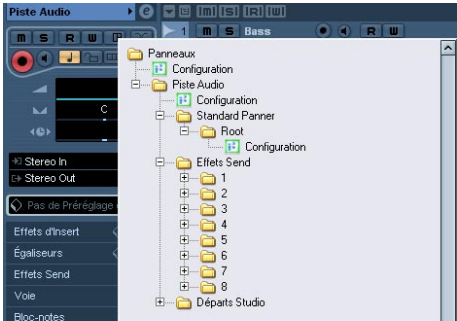 Piste Audio
e
[M] [S] [R] [W]
M S R W
1 M S Bass R W
C
Stereo In
Stereo Out
Pas de Préréglage
Effets d'Insert
Égaliseurs
Effets Send
Voie
Bloc-notes
Panneaux
Configuration
Piste Audio
Configuration
Standard Panner
Root
Configuration
Effets Send
1
2
3
4
5
6
7
8
Départs Studio